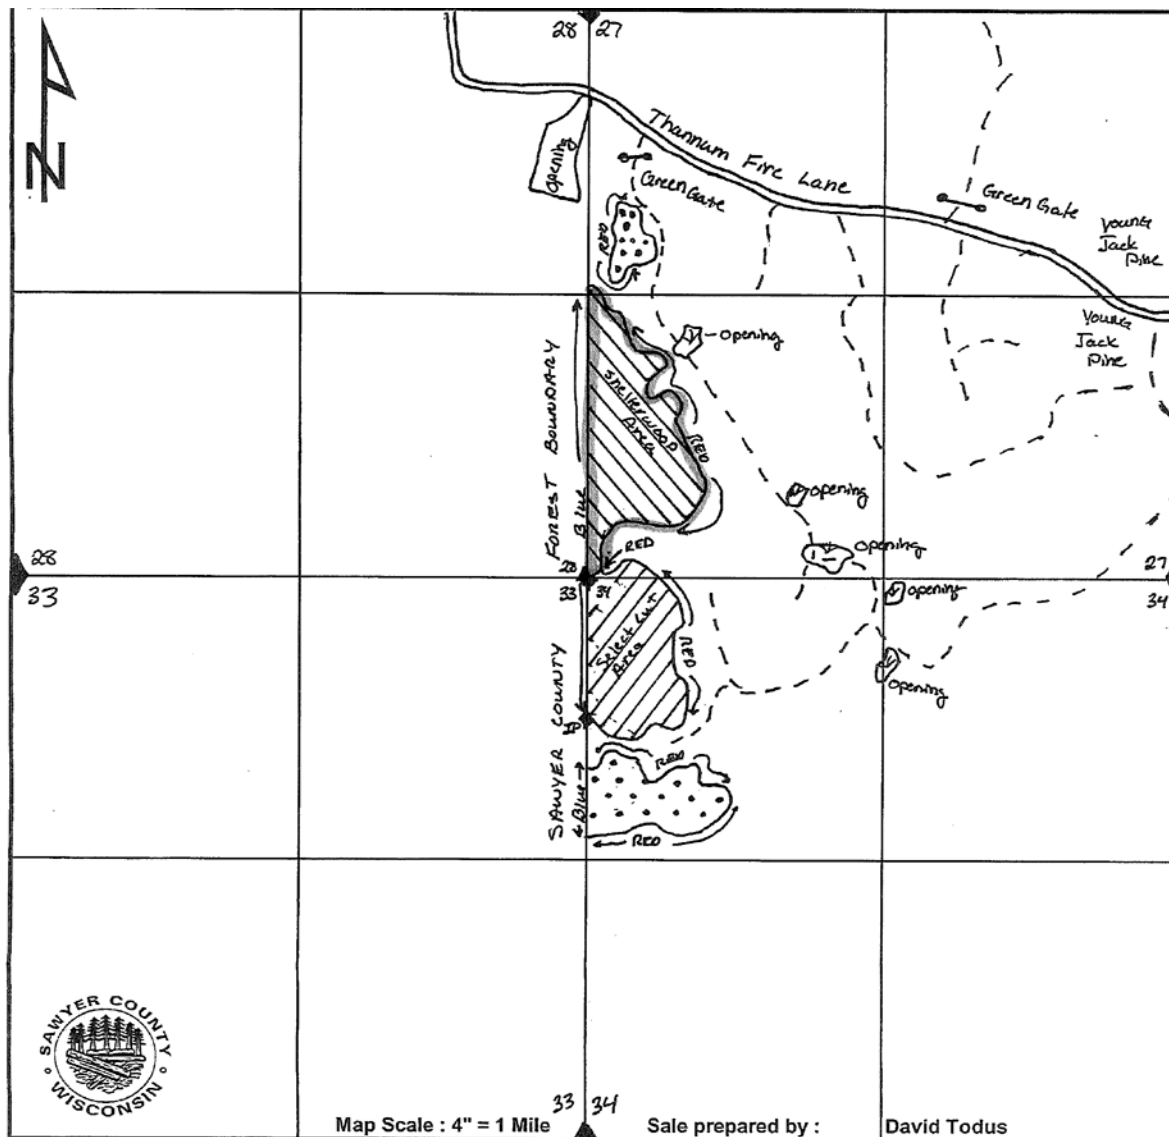 28 27
Thannum Fire Lane
Opening
Green Gate
Green Gate
RED
Young
Jack
Pine
Young
Jack
Pine
Opening
Shelterwood
Area
RED
FOREST BOUNDARY
Blue
Opening
RED
Opening
28
33
28
33 34
27
34
Opening
Select Cut
Area
RED
Opening
SAWYER COUNTY
RED
Blue
RED
SAWYER COUNTY
WISCONSIN
33 34
Map Scale : 4" = 1 Mile Sale prepared by : David Todus